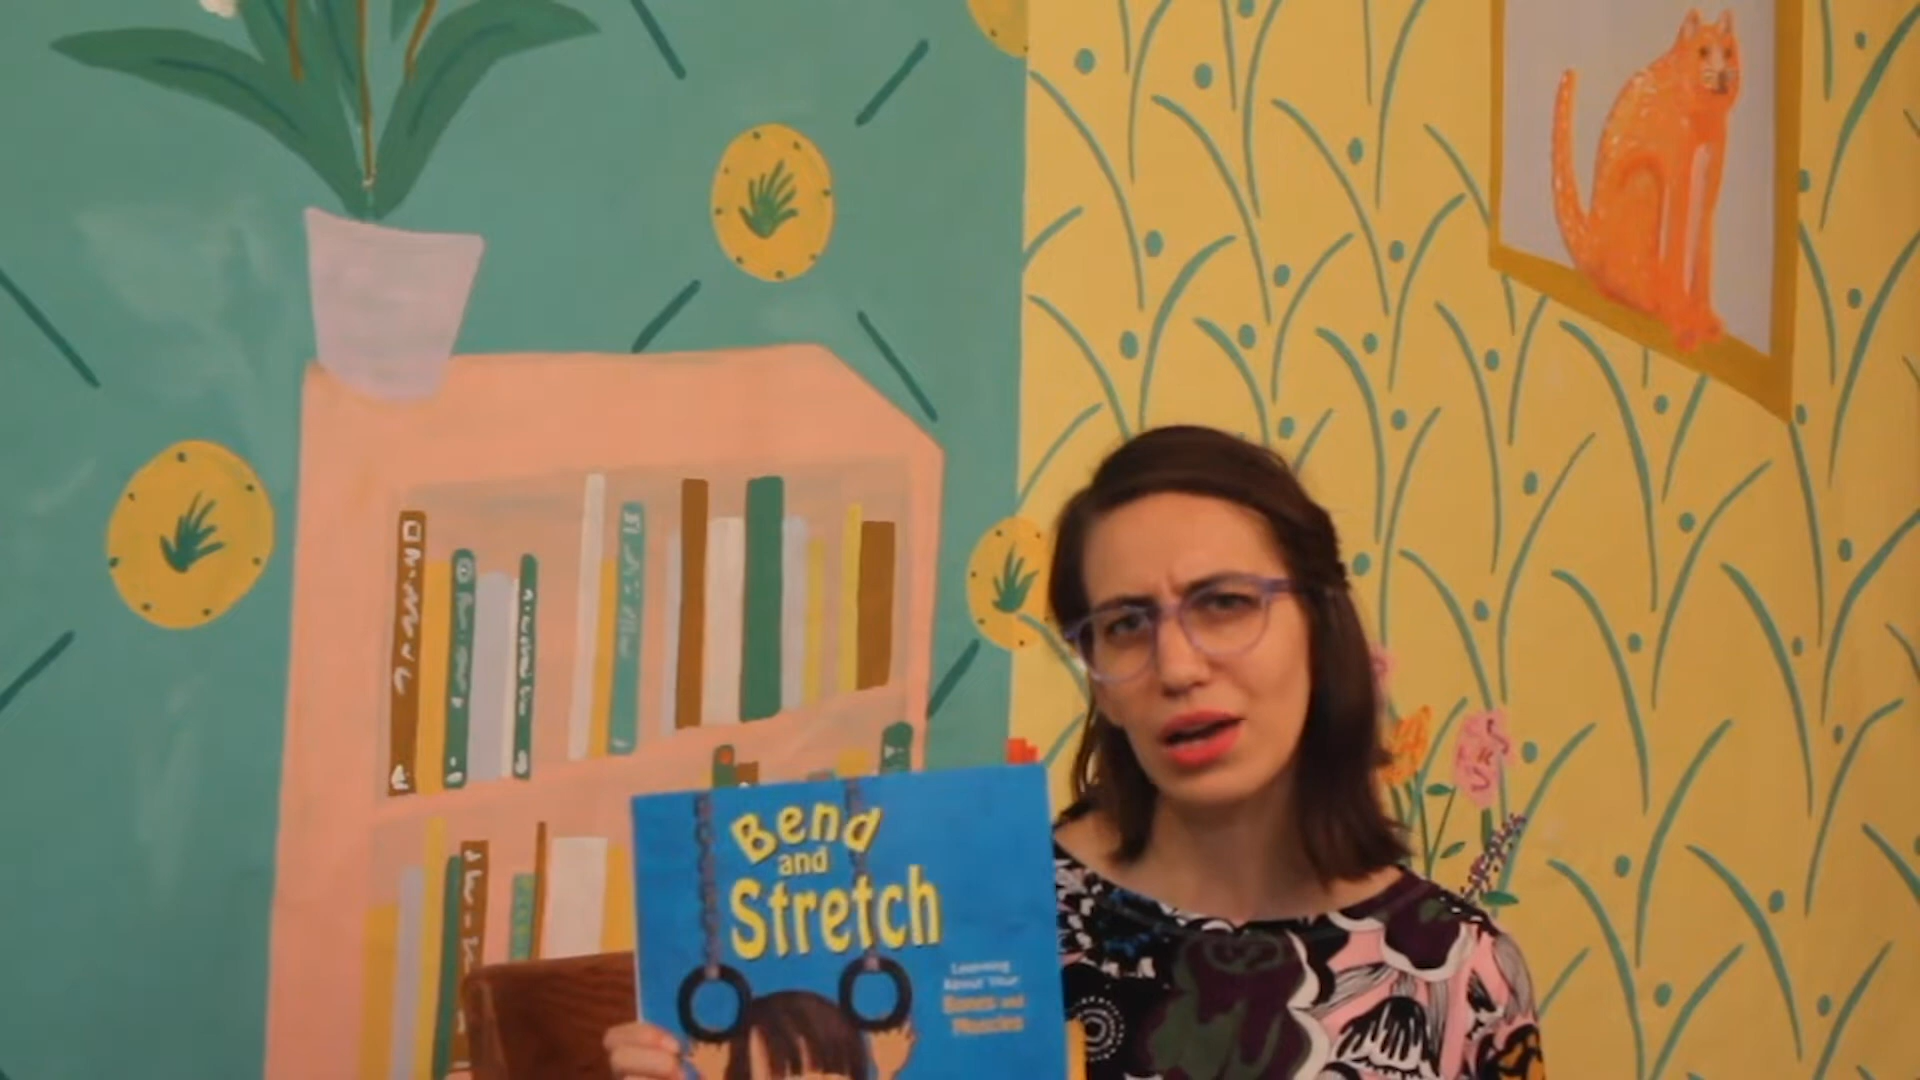 Bend
and
Stretch
Learning
About Your
Bones and
Muscles